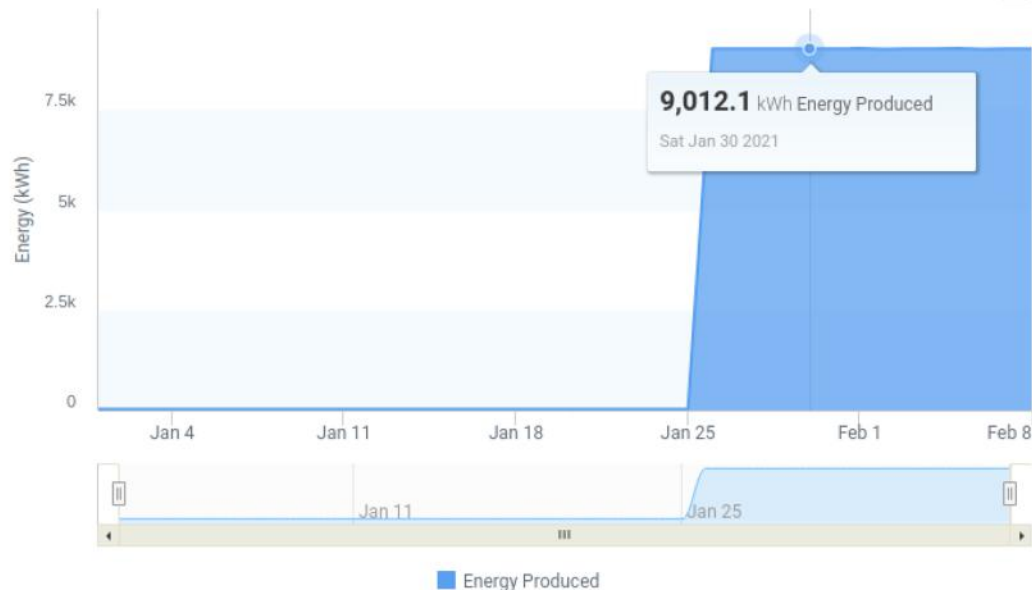 7.5k
5k
2.5k
0
Energy (kWh)
9,012.1 kWh Energy Produced
Sat Jan 30 2021
Jan 4
Jan 11
Jan 18
Jan 25
Feb 1
Feb 8
Jan 11
Jan 25
Energy Produced